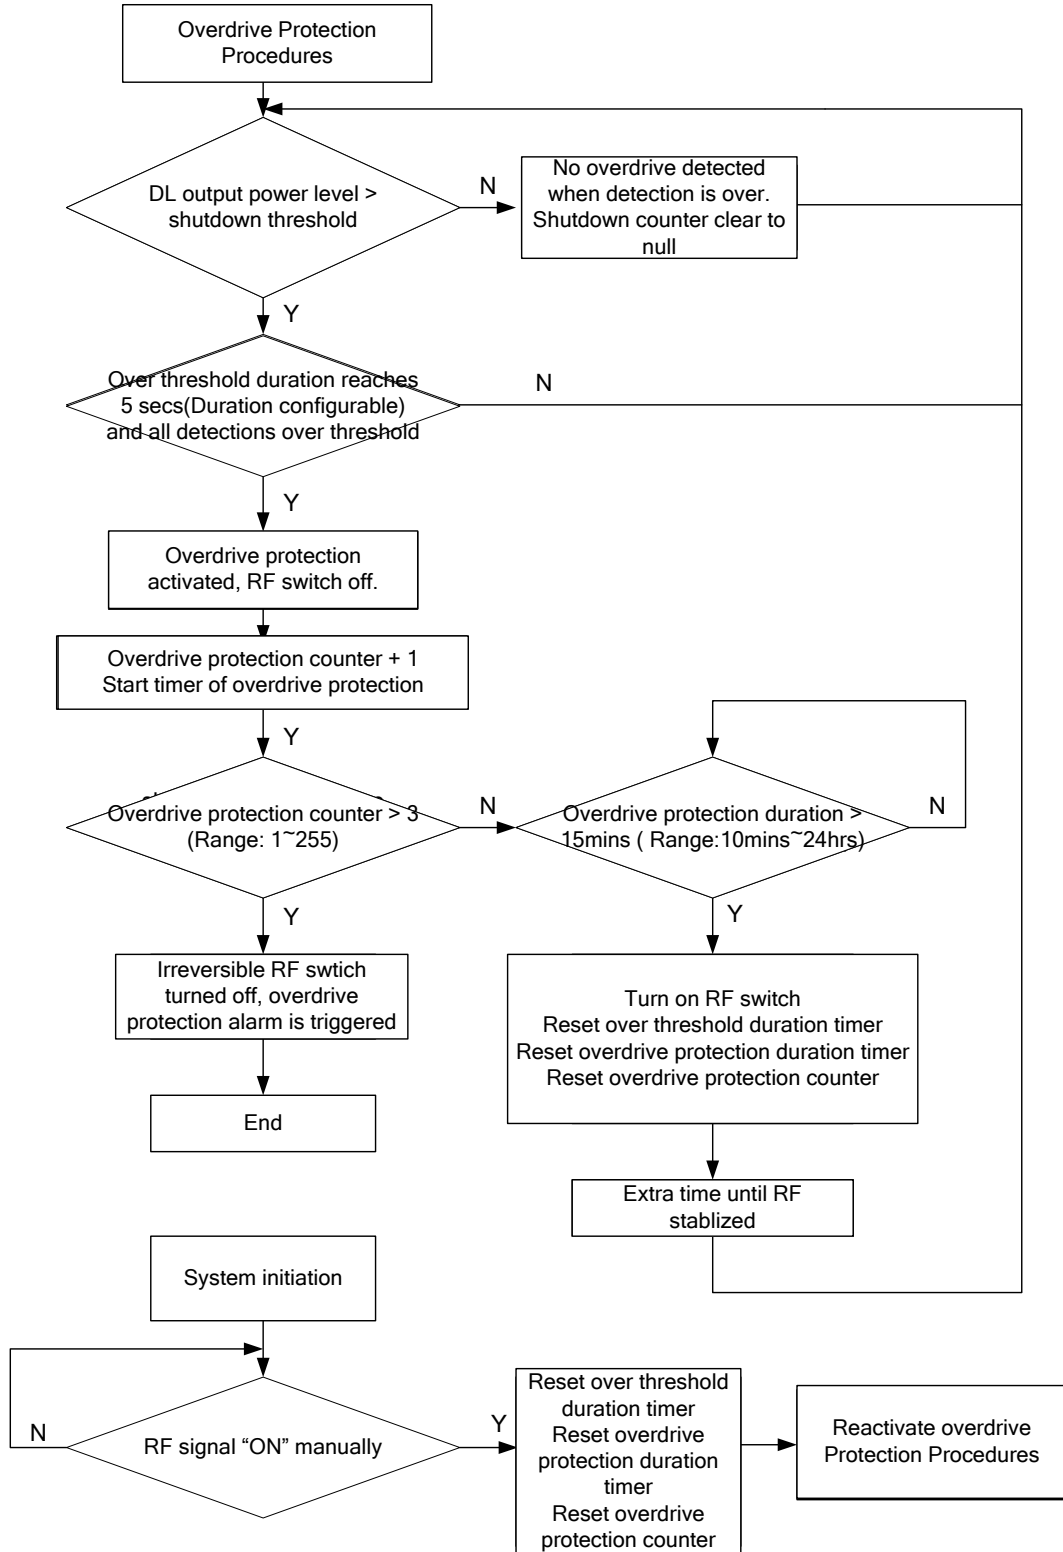 Overdrive Protection
Procedures
DL output power level >
shutdown threshold
N
No overdrive detected
when detection is over.
Shutdown counter clear to
null
Y
Over threshold duration reaches
5 secs(Duration configurable)
and all detections over threshold
N
Y
Overdrive protection
activated, RF switch off.
Overdrive protection counter + 1
Start timer of overdrive protection
Y
Overdrive protection counter > 3
(Range: 1~255)
N
Overdrive protection duration >
15mins ( Range:10mins~24hrs)
N
Y
Y
Irreversible RF swtich
turned off, overdrive
protection alarm is triggered
Turn on RF switch
Reset over threshold duration timer
Reset overdrive protection duration timer
Reset overdrive protection counter
End
Extra time until RF
stablized
System initiation
RF signal “ON” manually
N
Y
Reset over threshold
duration timer
Reset overdrive
protection duration
timer
Reset overdrive
protection counter
Reactivate overdrive
Protection Procedures